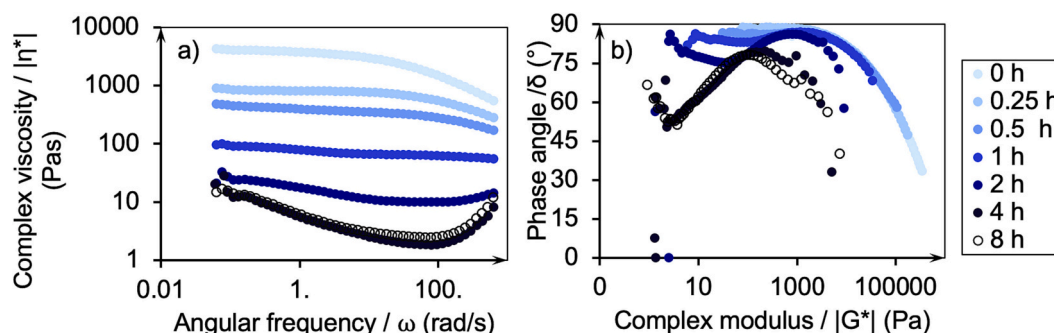 a)
Complex viscosity / |η*|
(Pas)
10000
1000
100
10
1
0.01
1.
100.
Angular frequency / ω (rad/s)
b)
Phase angle /δ (°)
90
75
60
45
30
15
0
0
10
1000
100000
Complex modulus / |G*| (Pa)
0 h
0.25 h
0.5 h
1 h
2 h
4 h
8 h